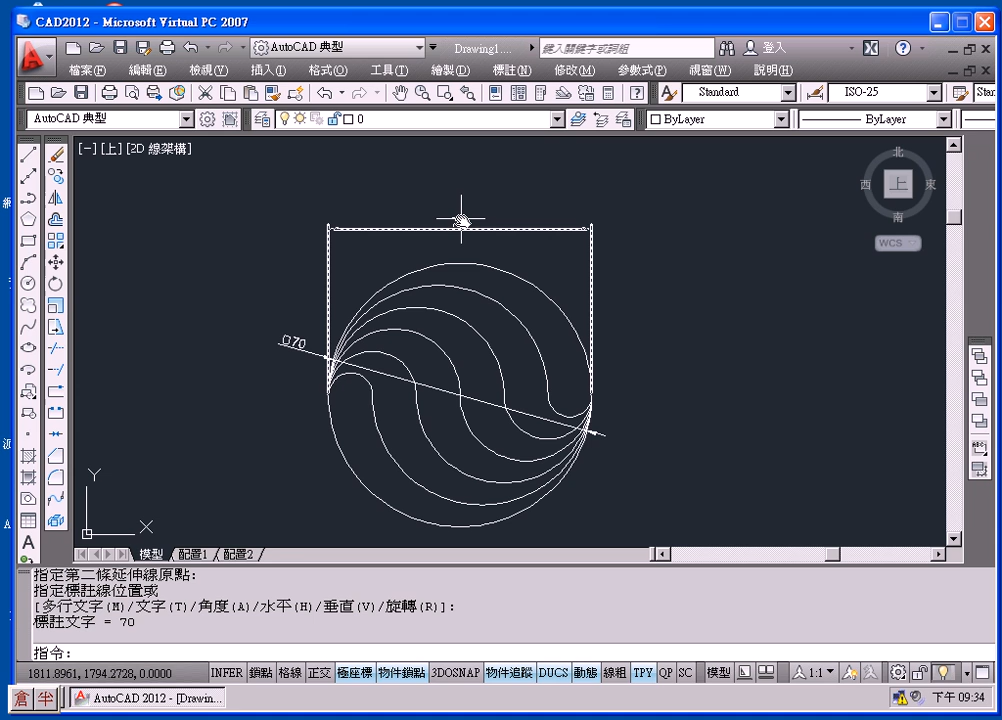 CAD2012 - Microsoft Virtual PC 2007
AutoCAD 典型
Drawing1....
鍵入關鍵字或詞組
登入
檔案(F) 編輯(E) 檢視(V) 插入(I) 格式(O) 工具(T) 繪製(D) 標註(N) 修改(M) 參數式(P) 視窗(W) 說明(H)
Standard
ISO-25
Stan
AutoCAD 典型
0
ByLayer
ByLayer
[-][上][2D 線架構]
北
西
上
東
南
WCS
70
Y
X
模型 配置1 配置2
指定第二條延伸線原點:
指定標註線位置或
[多行文字(M)/文字(T)/角度(A)/水平(H)/垂直(V)/旋轉(R)]:
標註文字 = 70
指令:
1811.8961, 1794.2728, 0.0000
INFER 鎖點 格線 正交 極座標 物件鎖點 3DOSNAP 物件追蹤 DUCS 動態 線粗 TPY QP SC
模型
1:1
倉 半
AutoCAD 2012 - [Drawin...
下午 09:34